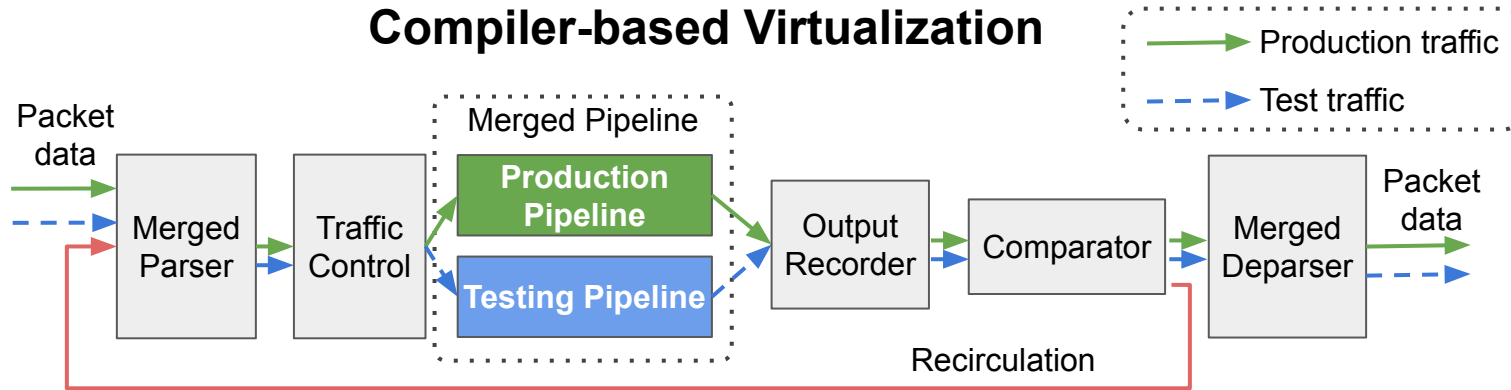 Compiler-based Virtualization
Production traffic
Test traffic
Packet
data
Merged
Parser
Traffic
Control
Merged Pipeline
Production
Pipeline
Testing Pipeline
Output
Recorder
Comparator
Merged
Deparser
Packet
data
Recirculation